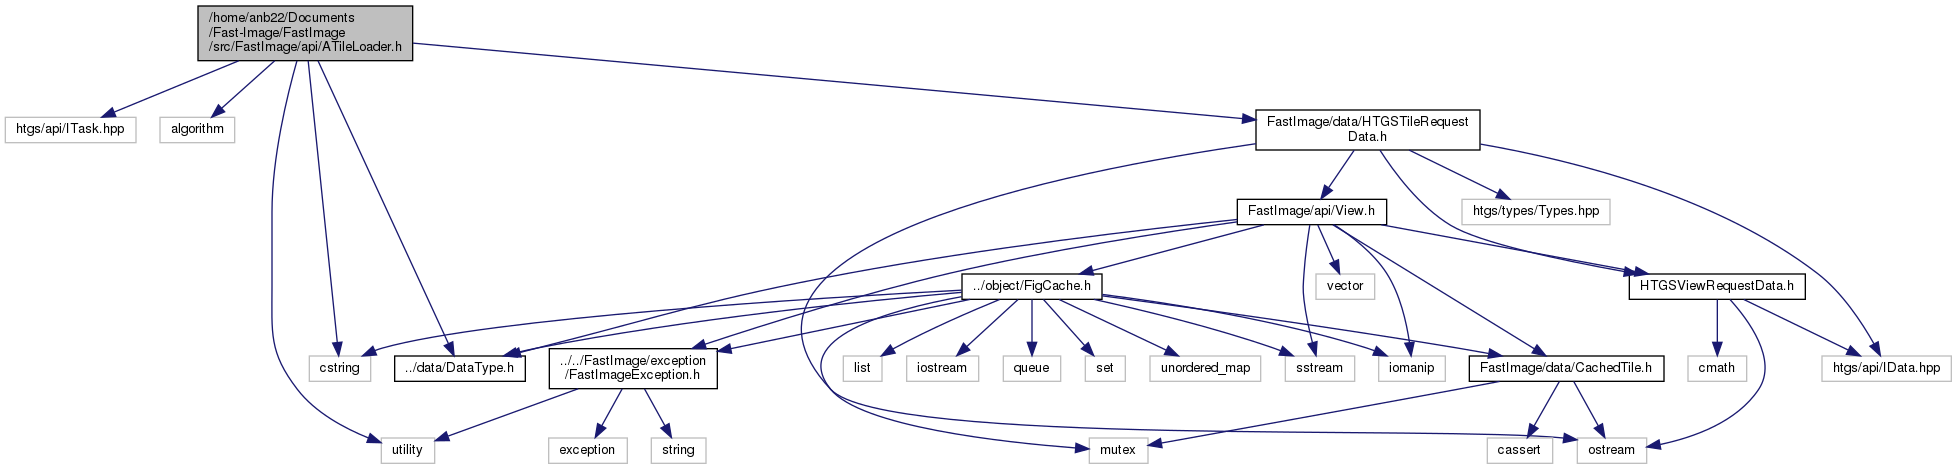 /home/anb22/Documents
/Fast-Image/FastImage
/src/FastImage/api/ATileLoader.h
htgs/api/ITask.hpp
algorithm
FastImage/data/HTGSTileRequest
Data.h
FastImage/api/View.h
htgs/types/Types.hpp
../object/FigCache.h
vector
HTGSViewRequestData.h
cstring
../data/DataType.h
../../FastImage/exception
/FastImageException.h
list
iostream
queue
set
unordered_map
sstream
iomanip
FastImage/data/CachedTile.h
cmath
htgs/api/IData.hpp
utility
exception
string
mutex
cassert
ostream